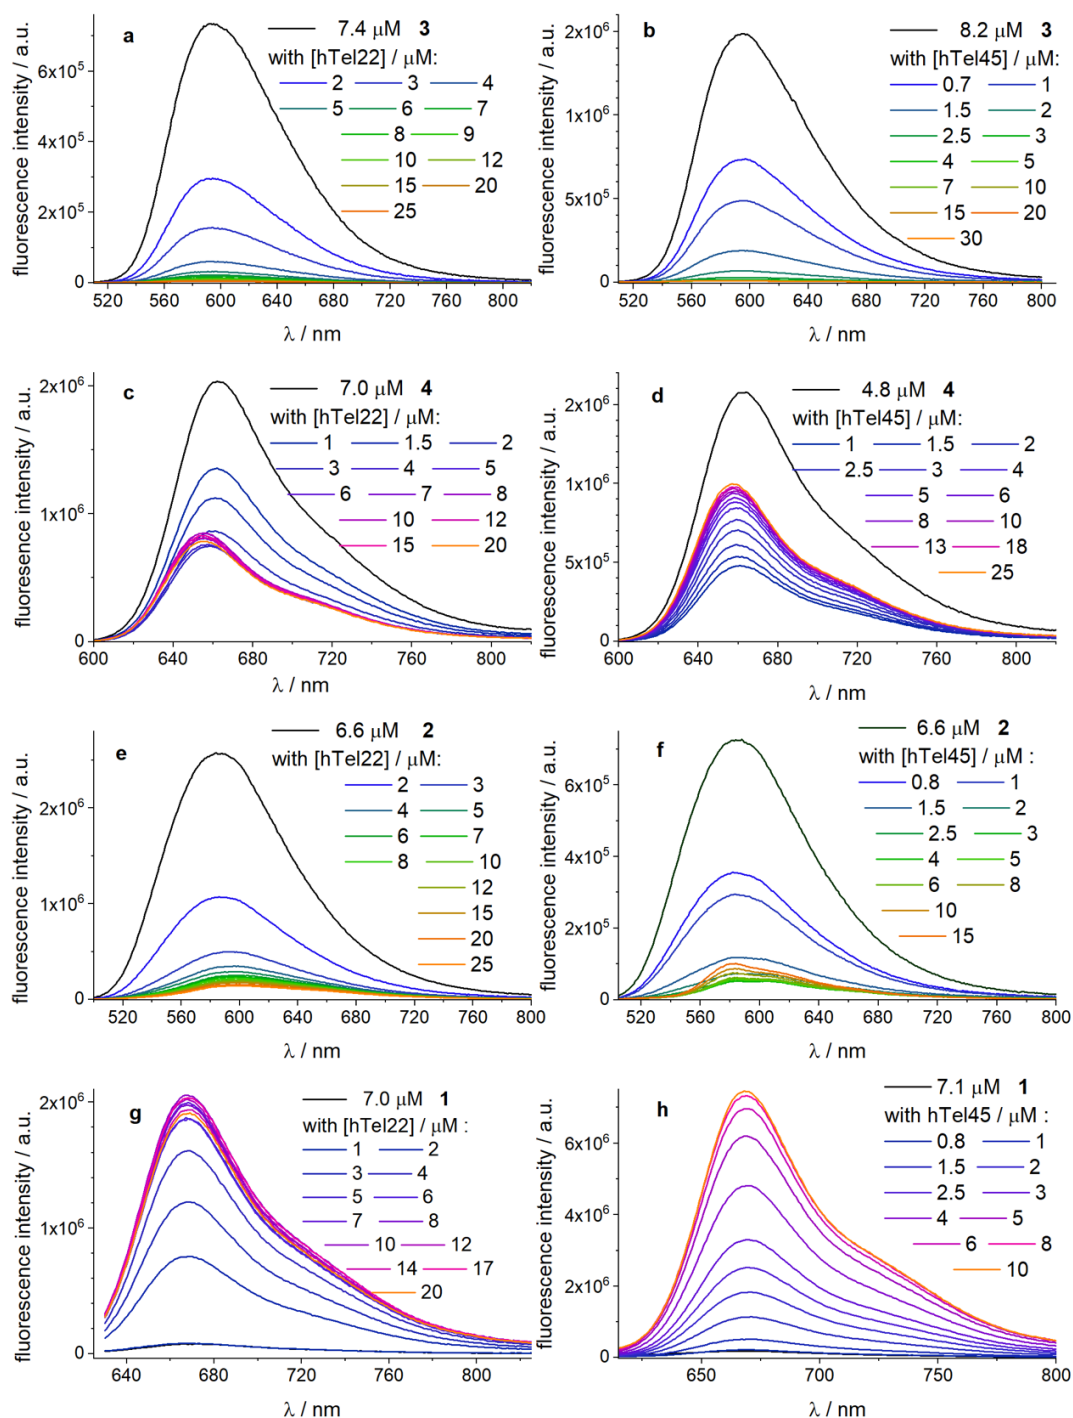 a
7.4 μM 3
with [hTel22] / μM:
2 3 4
5 6 7
8 9
10 12
15 20
25
6x10⁵
4x10⁵
2x10⁵
0
520 560 600 640 680 720 760 800
λ / nm
fluorescence intensity / a.u.
b
8.2 μM 3
with [hTel45] / μM:
0.7 1
1.5 2
2.5 3
4 5
7 10
15 20
30
2x10⁶
1x10⁶
5x10⁵
0
520 560 600 640 680 720 760 800
λ / nm
fluorescence intensity / a.u.
c
7.0 μM 4
with [hTel22] / μM:
1 1.5 2
3 4 5
6 7 8
10 12
15 20
2x10⁶
1x10⁶
0
600 640 680 720 760 800
λ / nm
fluorescence intensity / a.u.
d
4.8 μM 4
with [hTel45] / μM:
1 1.5 2
2.5 3 4
5 6
8 10
13 18
25
2x10⁶
1x10⁶
5x10⁵
0
600 640 680 720 760 800
λ / nm
fluorescence intensity / a.u.
e
6.6 μM 2
with [hTel22] / μM:
2 3
4 5
6 7
8 10
12
15
20
25
2x10⁶
1x10⁶
0
520 560 600 640 680 720 760 800
λ / nm
fluorescence intensity / a.u.
f
6.6 μM 2
with [hTel45] / μM :
0.8 1
1.5 2
2.5 3
4 5
6 8
10
15
6x10⁵
4x10⁵
2x10⁵
0
520 560 600 640 680 720 760 800
λ / nm
fluorescence intensity / a.u.
g
7.0 μM 1
with [hTel22] / μM :
1 2
3 4
5 6
7 8
10 12
14 17
20
2x10⁶
1x10⁶
0
640 680 720 760 800
λ / nm
fluorescence intensity / a.u.
h
7.1 μM 1
with hTel45] / μM :
0.8 1
1.5 2
2.5 3
4 5
6 8
10
6x10⁶
4x10⁶
2x10⁶
0
650 700 750 800
λ / nm
fluorescence intensity / a.u.